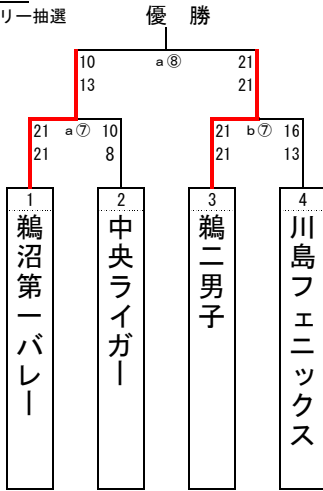 リー抽選
優 勝
10 a⑧ 21
13 21
21 a⑦ 10 21 b⑦ 16
21 8 21 13
1 2 3 4
鵜沼第一バレー
中央ライガー
鵜二男子
川島フェニックス